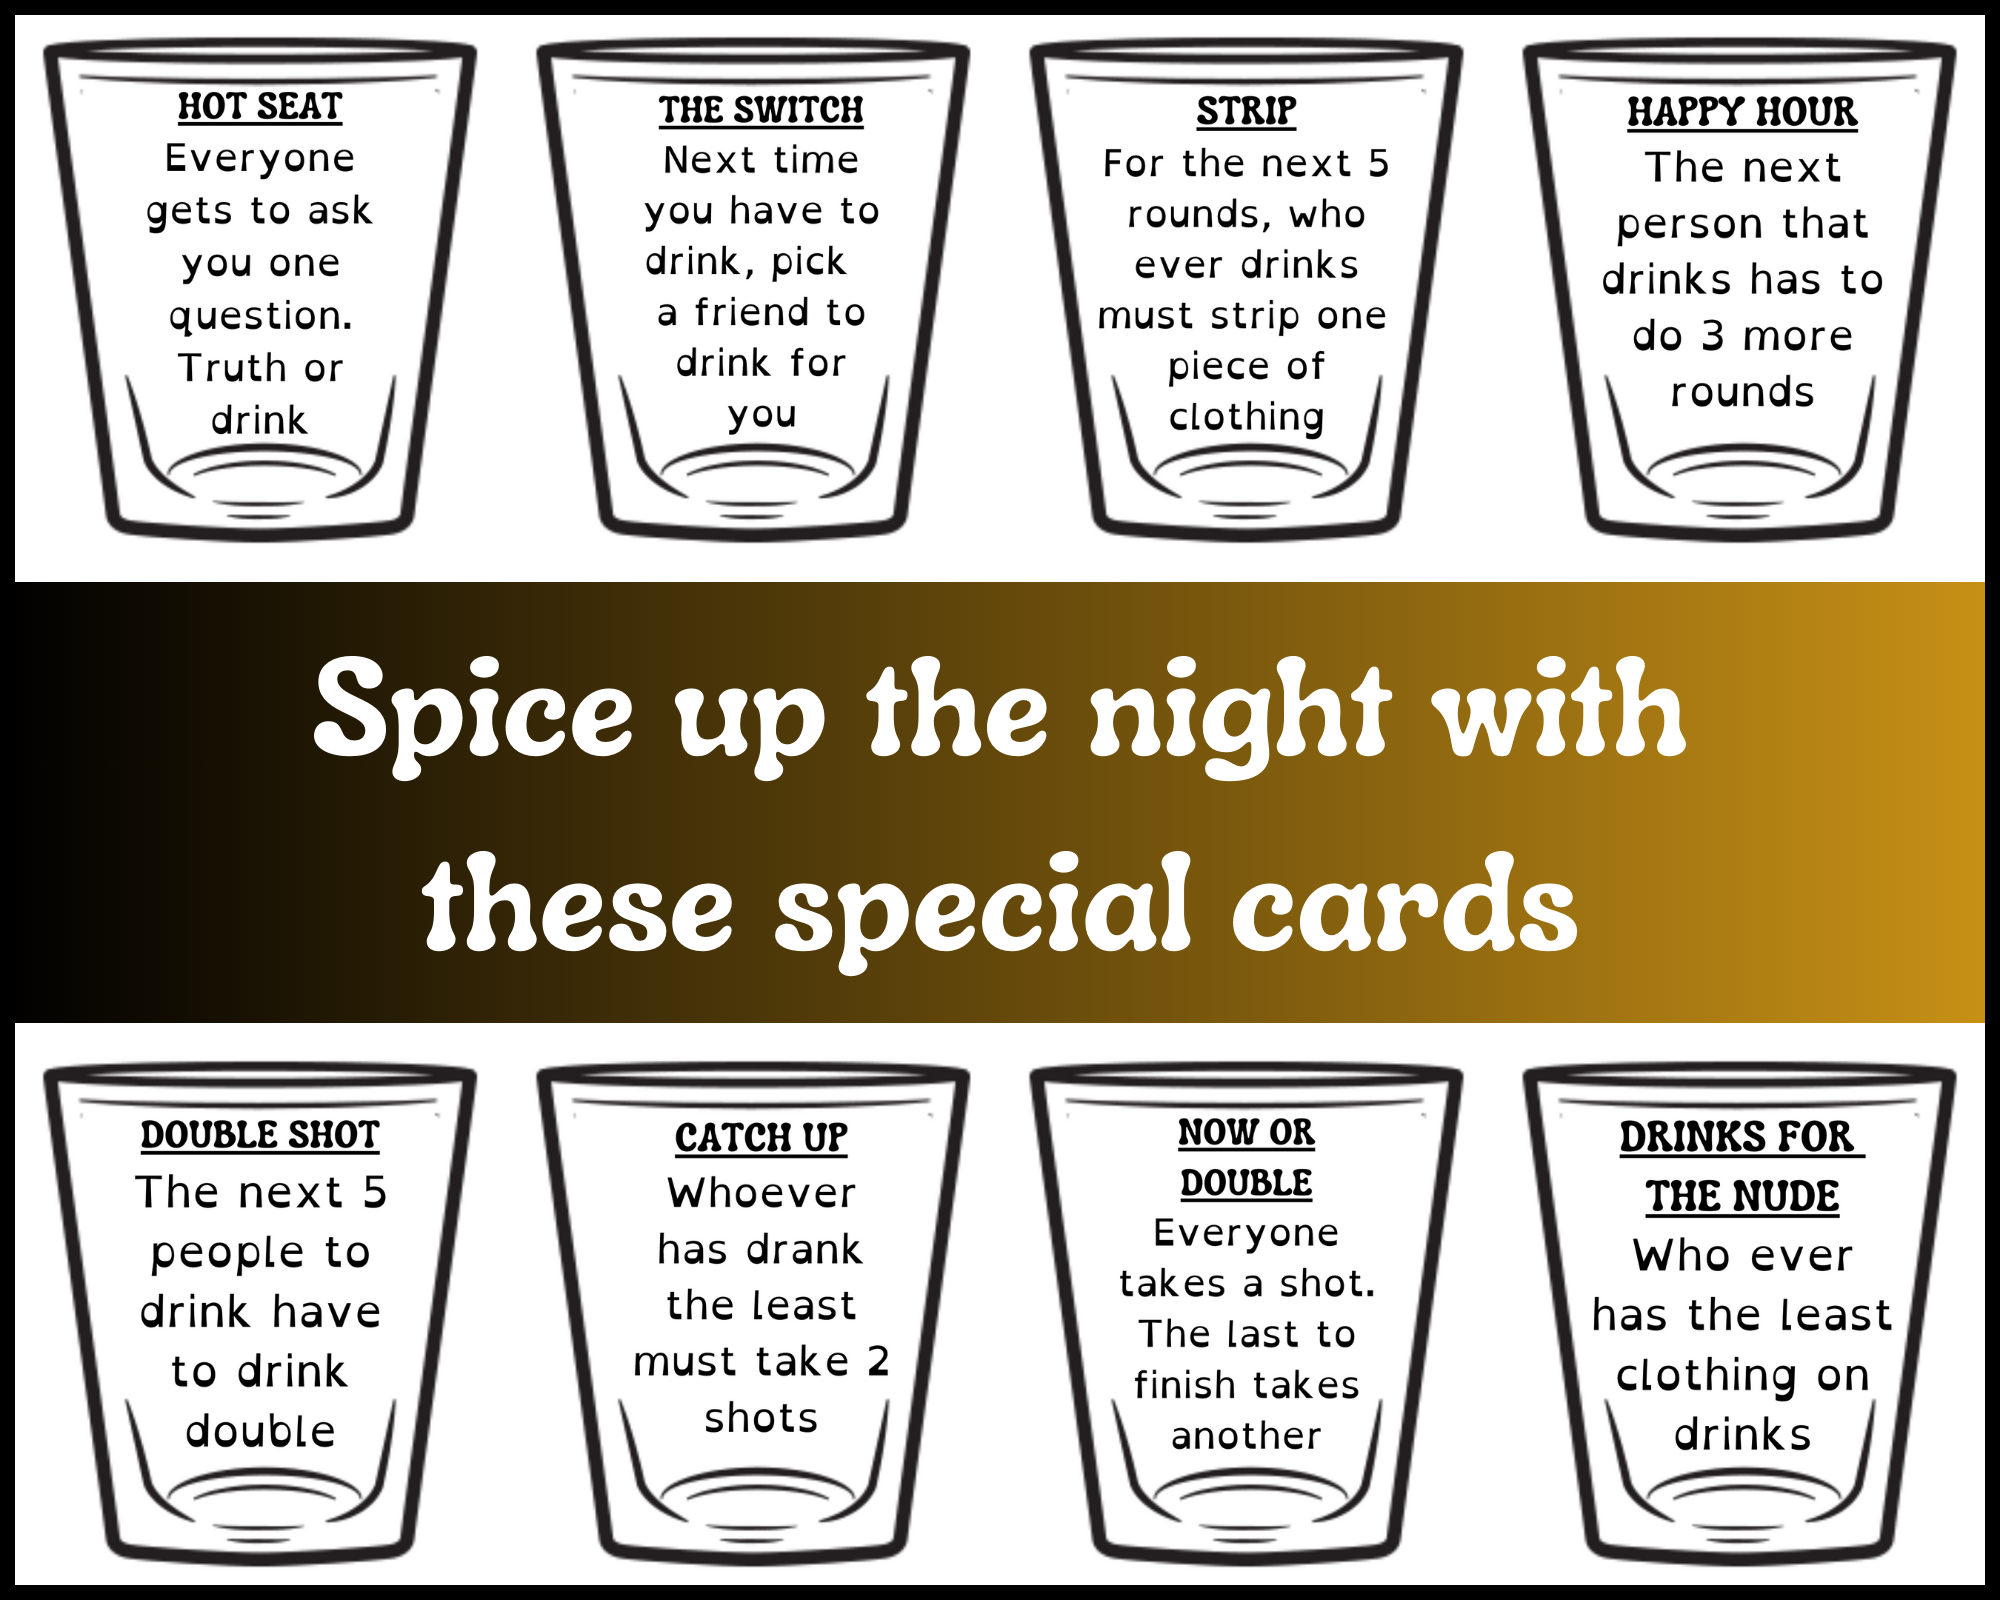 HOT SEAT
Everyone
gets to ask
you one
question.
Truth or
drink
THE SWITCH
Next time
you have to
drink, pick
a friend to
drink for
you
STRIP
For the next 5
rounds, who
ever drinks
must strip one
piece of
clothing
HAPPY HOUR
The next
person that
drinks has to
do 3 more
rounds
Spice up the night with
these special cards
DOUBLE SHOT
The next 5
people to
drink have
to drink
double
CATCH UP
Whoever
has drank
the least
must take 2
shots
NOW OR
DOUBLE
Everyone
takes a shot.
The last to
finish takes
another
DRINKS FOR
THE NUDE
Who ever
has the least
clothing on
drinks